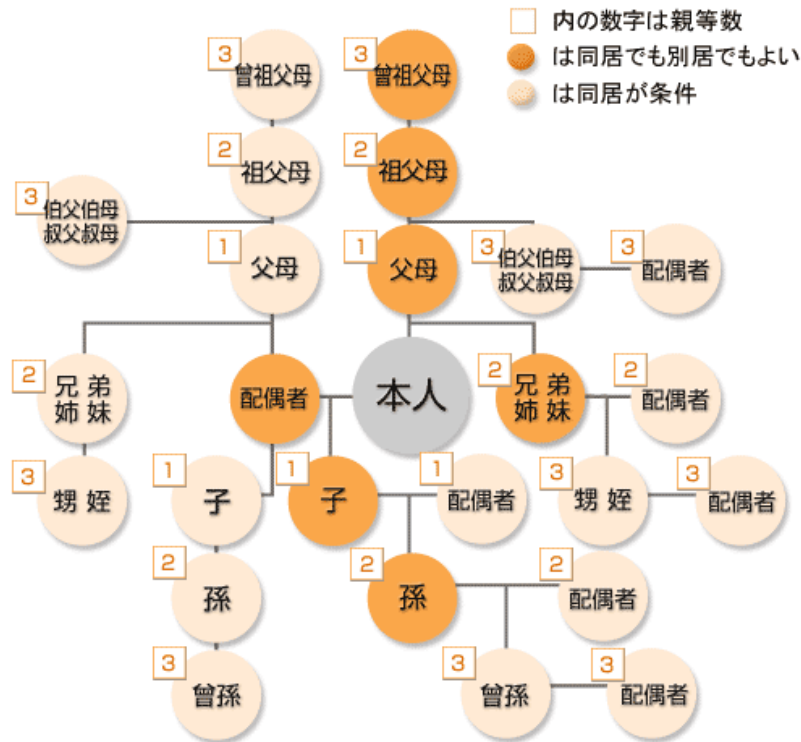 内の数字は親等数
は同居でも別居でもよい
は同居が条件
3
曾祖父母
3
曾祖父母
2
祖父母
2
祖父母
3
伯父伯母
叔父叔母
1
父母
1
父母
3
伯父伯母
叔父叔母
3
配偶者
2
兄弟
姉妹
配偶者
本人
2
兄弟
姉妹
2
配偶者
3
甥姪
1
子
1
子
1
配偶者
3
甥姪
3
配偶者
2
孫
2
孫
2
配偶者
3
曾孫
3
曾孫
3
配偶者